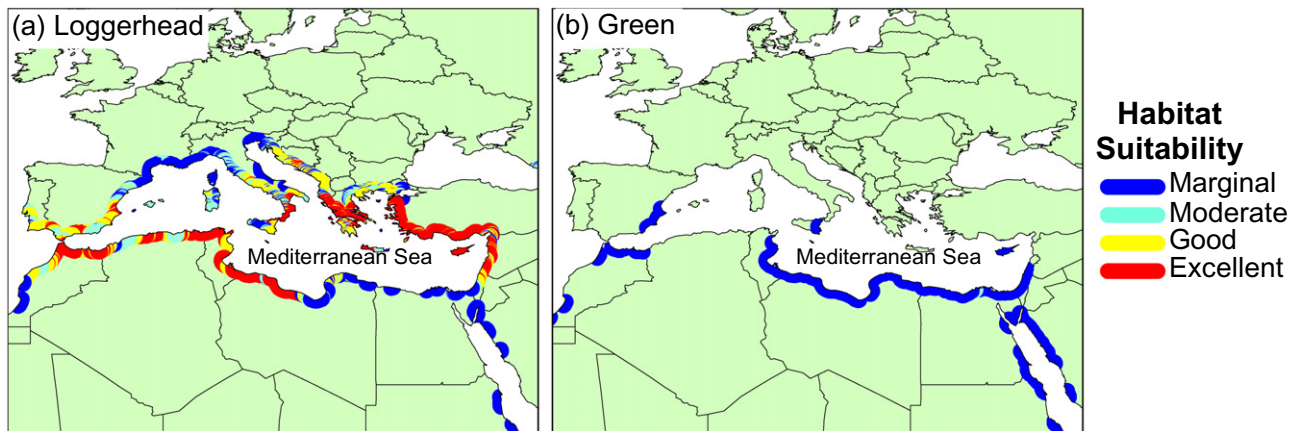 (a) Loggerhead
Mediterranean Sea
(b) Green
Mediterranean Sea
Habitat
Suitability
Marginal
Moderate
Good
Excellent